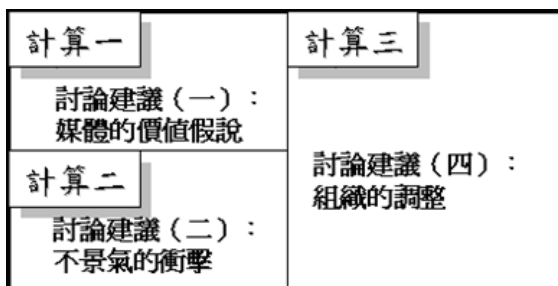 計算一
討論建議（一）：
媒體的價值假說
計算二
討論建議（二）：
不景氣的衝擊
計算三
討論建議（四）：
組織的調整